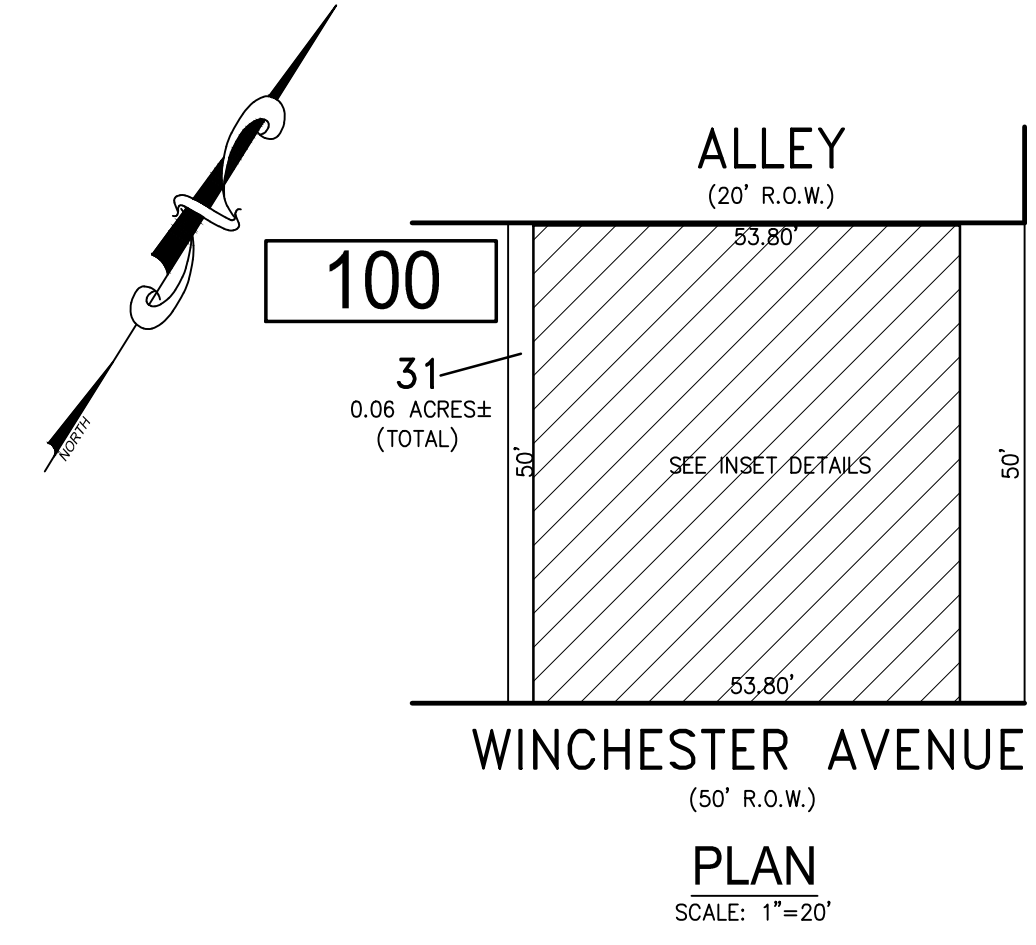 ALLEY
(20' R.O.W.)
53.80'
100
31
0.06 ACRES±
(TOTAL)
NORTH
50'
SEE INSET DETAILS
50'
53.80'
WINCHESTER AVENUE
(50' R.O.W.)
PLAN
SCALE: 1"=20'